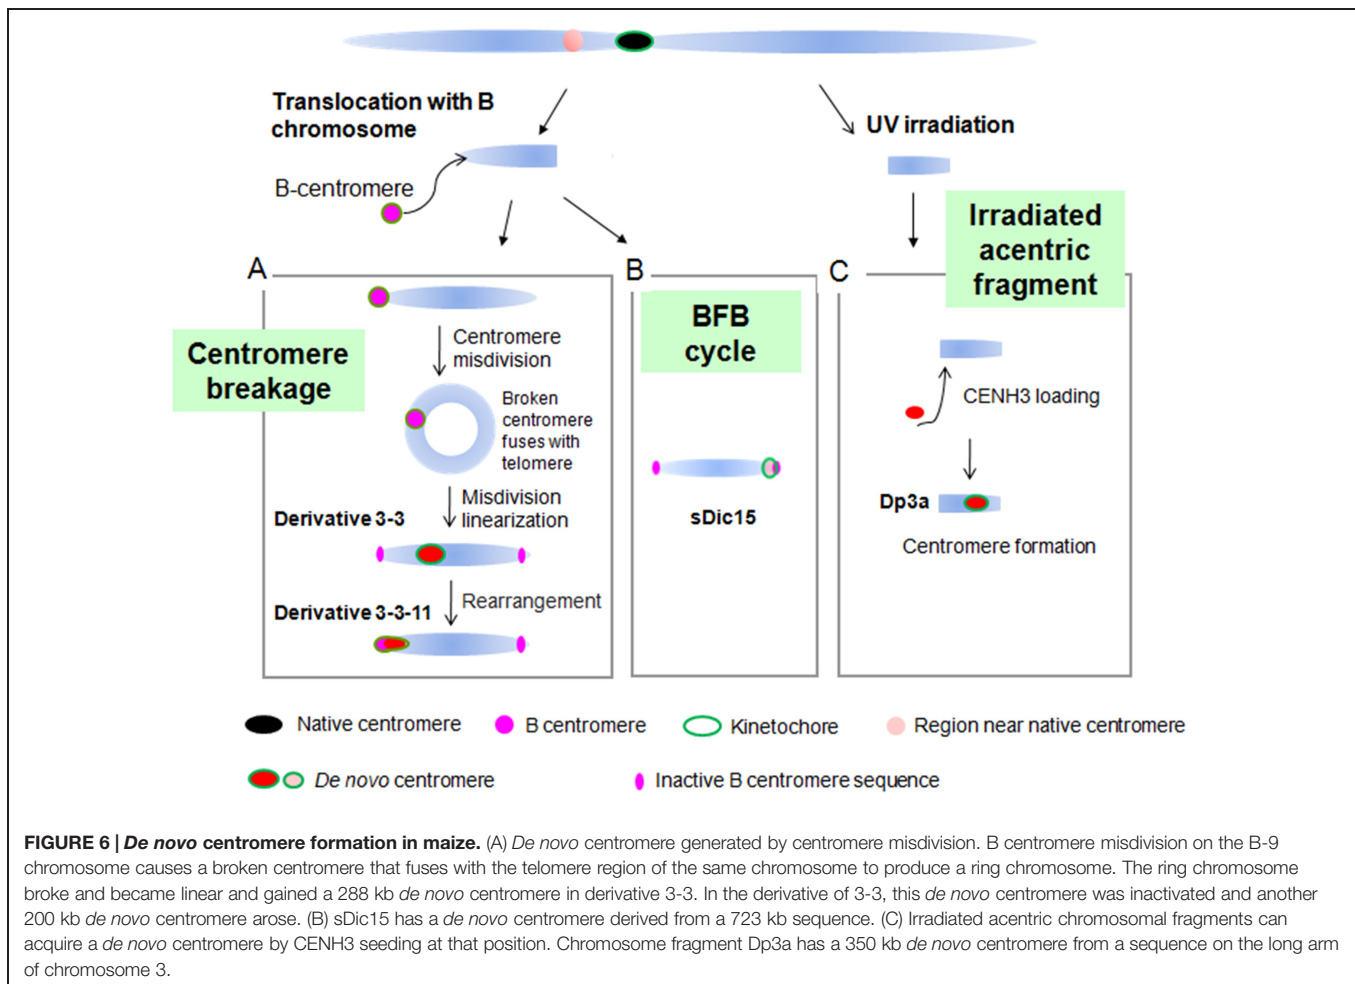 Translocation with B
chromosome
B-centromere
UV irradiation
A
Centromere
breakage
Centromere
misdivision
Broken
centromere
fuses with
telomere
Misdivision
linearization
Derivative 3-3
Rearrangement
Derivative 3-3-11
B
BFB
cycle
sDic15
C
Irradiated
acentric
fragment
CENH3 loading
Dp3a
Centromere formation
Native centromere
B centromere
Kinetochore
Region near native centromere
De novo centromere
Inactive B centromere sequence
FIGURE 6 | De novo centromere formation in maize. (A) De novo centromere generated by centromere misdivision. B centromere misdivision on the B-9
chromosome causes a broken centromere that fuses with the telomere region of the same chromosome to produce a ring chromosome. The ring chromosome
broke and became linear and gained a 288 kb de novo centromere in derivative 3-3. In the derivative of 3-3, this de novo centromere was inactivated and another
200 kb de novo centromere arose. (B) sDic15 has a de novo centromere derived from a 723 kb sequence. (C) Irradiated acentric chromosomal fragments can
acquire a de novo centromere by CENH3 seeding at that position. Chromosome fragment Dp3a has a 350 kb de novo centromere from a sequence on the long arm
of chromosome 3.